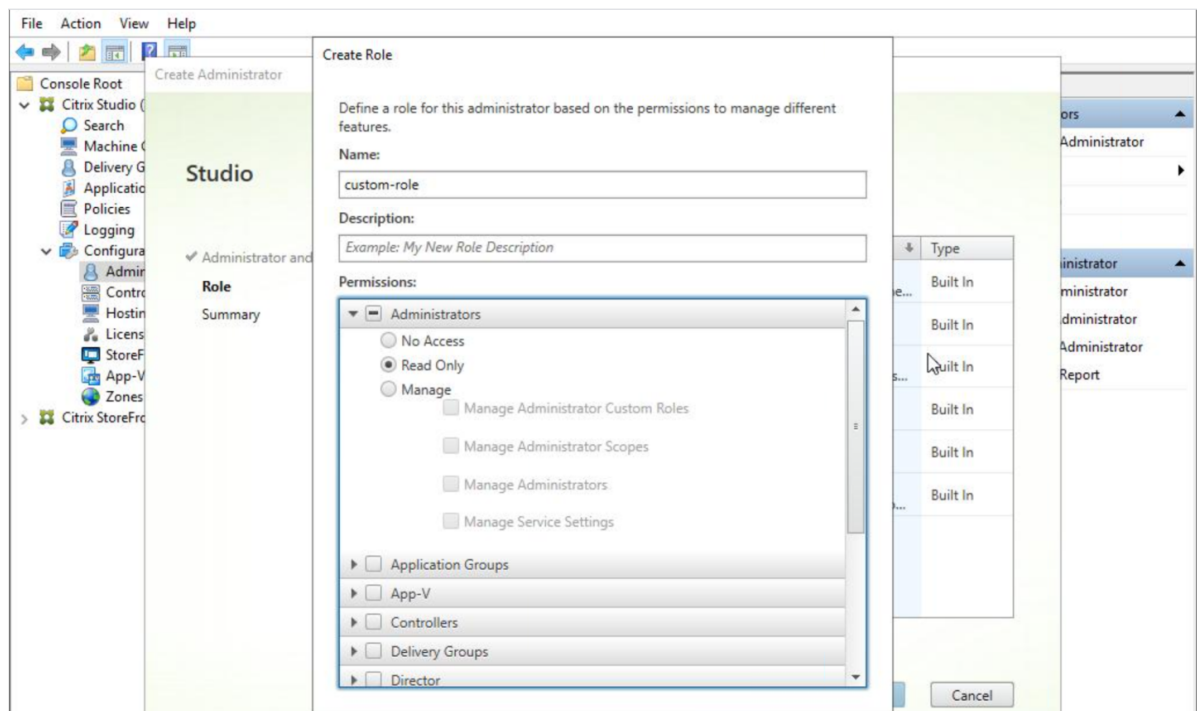 File Action View Help
Create Role
Create Administrator
Console Root
Citrix Studio (
Search
Machine
Delivery G
Applicatio
Policies
Logging
Configura
Admir
Contro
Hostin
Licens
StoreF
App-V
Zones
Citrix StoreFro
Studio
Administrator and
Role
Summary
Define a role for this administrator based on the permissions to manage different
features.
Name:
custom-role
Description:
Example: My New Role Description
Permissions:
Administrators
No Access
Read Only
Manage
Manage Administrator Custom Roles
Manage Administrator Scopes
Manage Administrators
Manage Service Settings
Application Groups
App-V
Controllers
Delivery Groups
Director
Type
e... Built In
Built In
s... Built In
Built In
Built In
... Built In
Cancel
ors
Administrator
inistrator
ministrator
dministrator
Administrator
Report